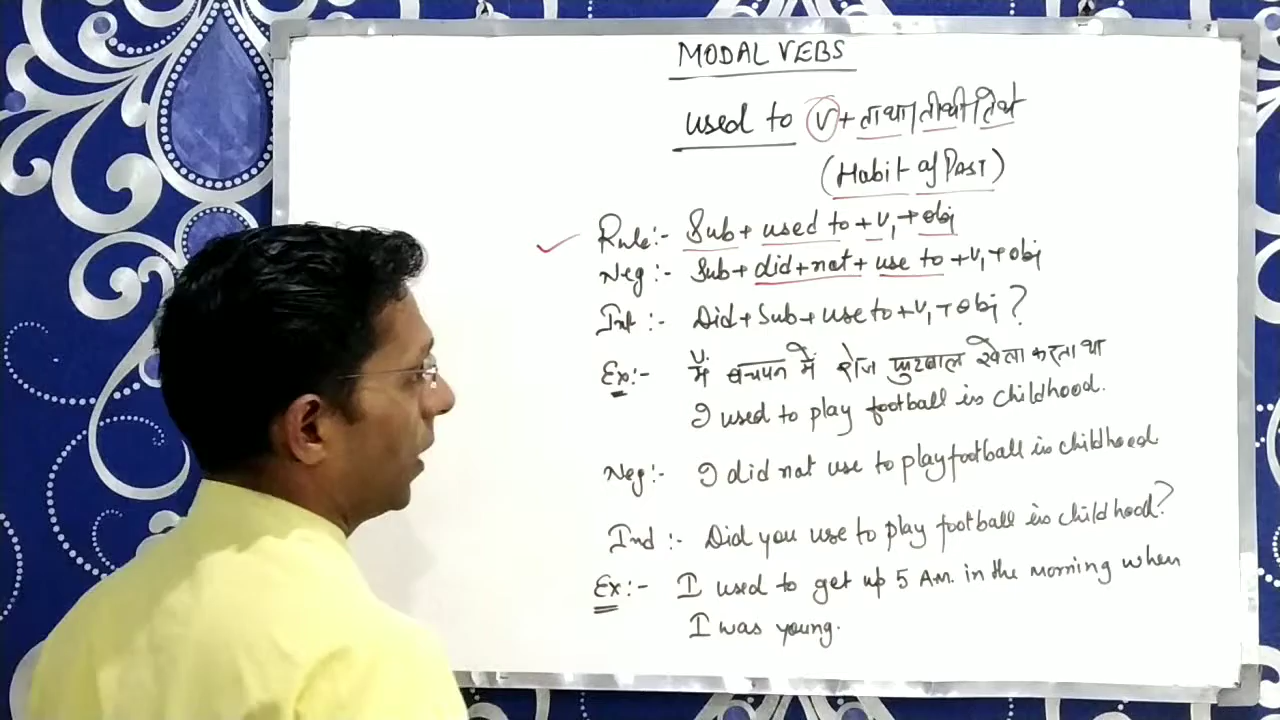 MODAL VEBS
used to V + ता था / ती थी / ते थे
(Habit of Past)
Rule:- Sub + used to + V1 + obj
Neg:- Sub + did + not + use to + V1 + obj
Int:- Did + Sub + use to + V1 + obj?
Ex:- मैं बचपन में रोज फुटबाल खेला करता था
I used to play football in childhood.
Neg:- I did not use to play football in childhood
Ind:- Did you use to play football in childhood?
Ex:- I used to get up 5 A.M. in the morning when
I was young.